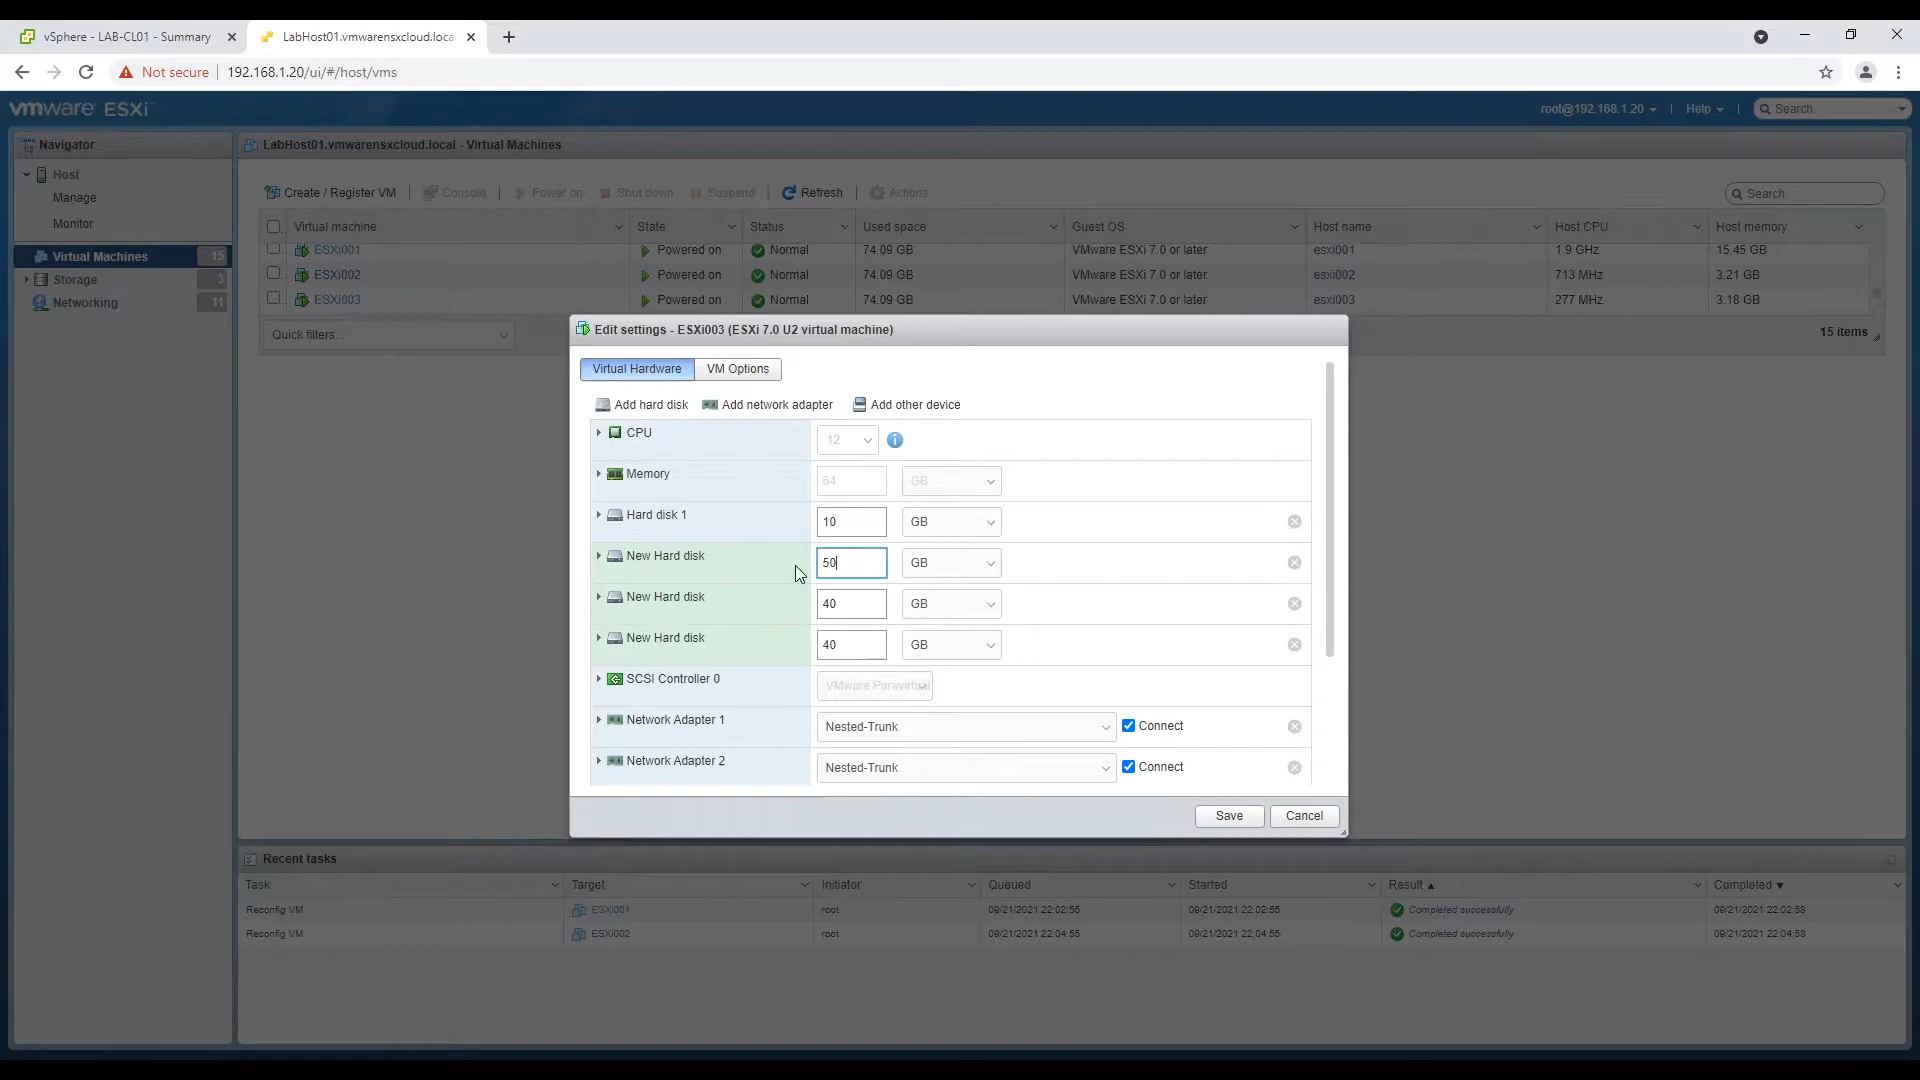 vSphere - LAB-CL01 - Summary
LabHost01.vmwarensxcloud.local
Not secure
192.168.1.20/ui/#/host/vms
vmware ESXi
root@192.168.1.20
Help
Search
Navigator
LabHost01.vmwarensxcloud.local - Virtual Machines
Host
Manage
Monitor
Virtual Machines 15
Storage 3
Networking 11
Create / Register VM
Console
Power on
Shut down
Suspend
Refresh
Actions
Search
Virtual machine State Status Used space Guest OS Host name Host CPU Host memory
ESXi001 Powered on Normal 74.09 GB VMware ESXi 7.0 or later esxi001 1.9 GHz 15.45 GB
ESXi002 Powered on Normal 74.09 GB VMware ESXi 7.0 or later esxi002 713 MHz 3.21 GB
ESXi003 Powered on Normal 74.09 GB VMware ESXi 7.0 or later esxi003 277 MHz 3.18 GB
Quick filters...
15 items
Edit settings - ESXi003 (ESXi 7.0 U2 virtual machine)
Virtual Hardware
VM Options
Add hard disk
Add network adapter
Add other device
CPU 12
Memory 64 GB
Hard disk 1 10 GB
New Hard disk 50 GB
New Hard disk 40 GB
New Hard disk 40 GB
SCSI Controller 0 VMware Paravirtual
Network Adapter 1 Nested-Trunk Connect
Network Adapter 2 Nested-Trunk Connect
Save
Cancel
Recent tasks
Task Target Initiator Queued Started Result Completed
Reconfig VM ESXi001 root 09/21/2021 22:02:55 09/21/2021 22:02:55 Completed successfully 09/21/2021 22:02:58
Reconfig VM ESXi002 root 09/21/2021 22:04:55 09/21/2021 22:04:55 Completed successfully 09/21/2021 22:04:58